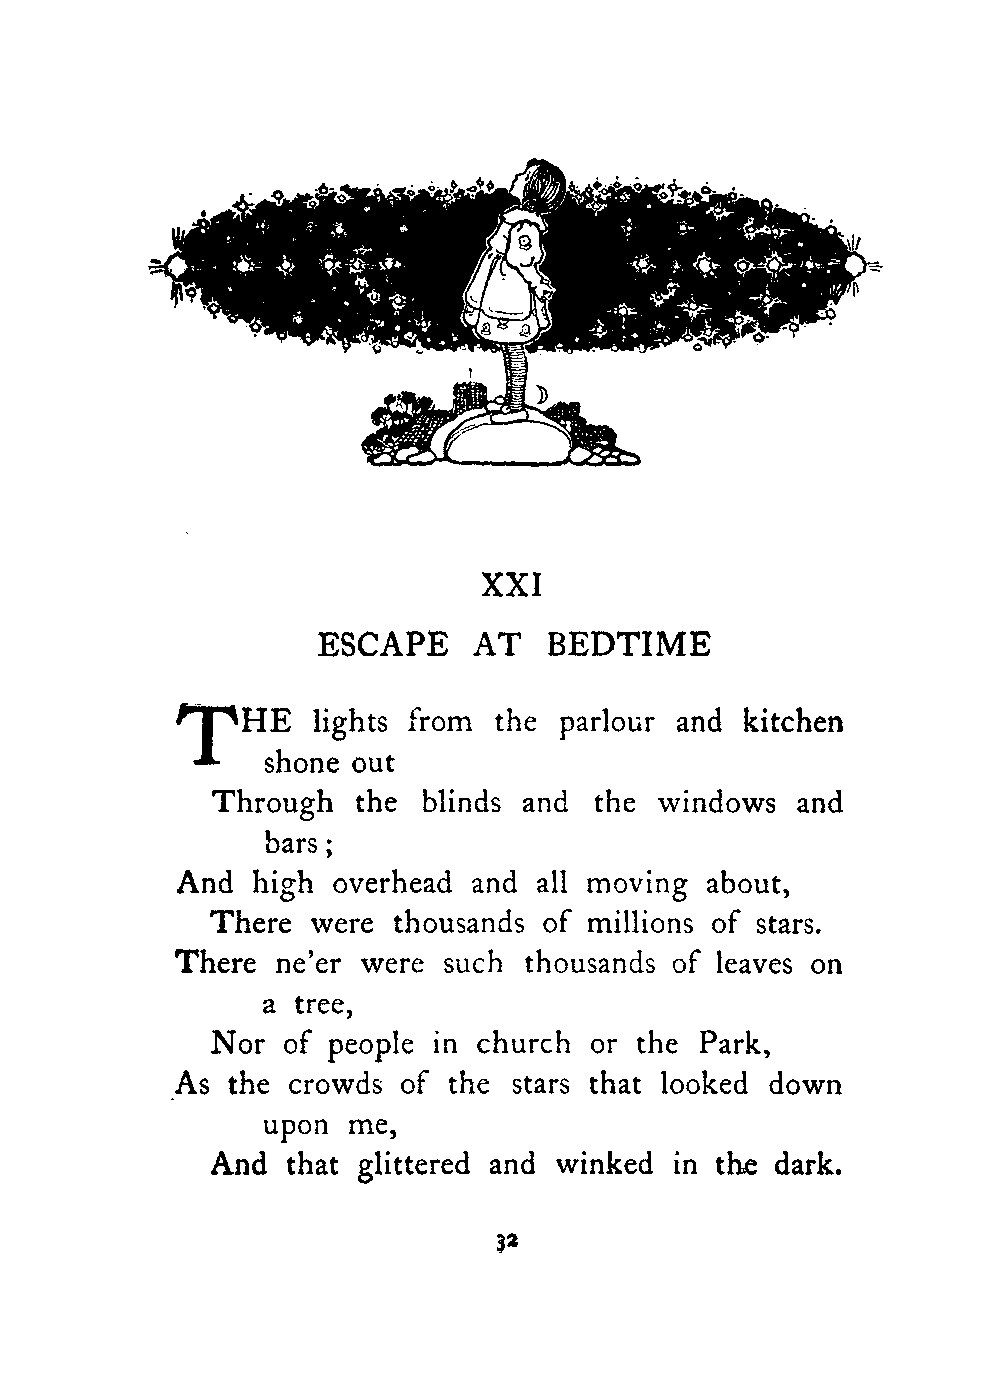 XXI
ESCAPE AT BEDTIME
THE lights from the parlour and kitchen
shone out
Through the blinds and the windows and
bars;
And high overhead and all moving about,
There were thousands of millions of stars.
There ne'er were such thousands of leaves on
a tree,
Nor of people in church or the Park,
As the crowds of the stars that looked down
upon me,
And that glittered and winked in the dark.
32